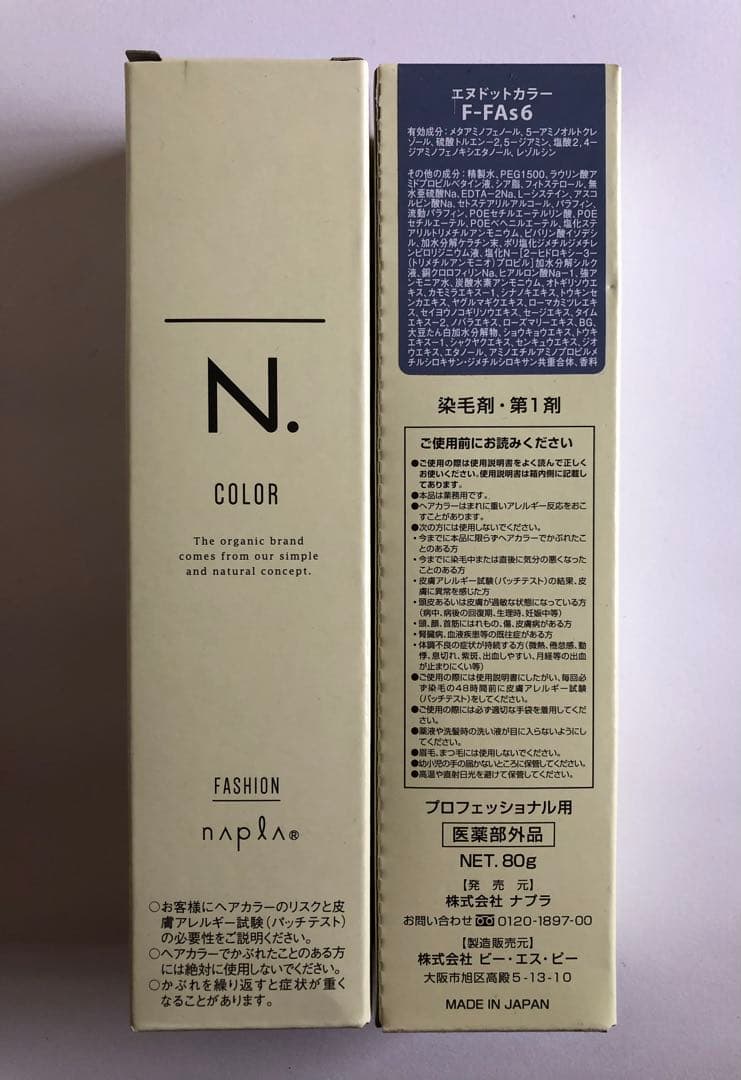 N.
COLOR
The organic brand
comes from our simple
and natural concept.
FASHION
napla®
○お客様にヘアカラーのリスクと皮
膚アレルギー試験(パッチテスト)
の必要性をご説明ください。
○ヘアカラーでかぶれたことのある方
には絶対に使用しないでください。
○かぶれを繰り返すと症状が重く
なることがあります。
エヌドットカラー
F-FAs6
有効成分:メタアミノフェノール、5-アミノオルトクレ
ゾール、硫酸トルエン-2,5-ジアミン、塩酸2,4-
ジアミノフェノキシエタノール、レゾルシン
その他の成分:精製水、PEG1500、ラウリン酸ア
ミドプロピルベタイン液、シア脂、フィトステロール、無
水亜硫酸Na、EDTA-2Na、L-システイン、アスコ
ルビン酸Na、セトステアリルアルコール、パラフィン、
流動パラフィン、POEセチルエーテルリン酸、POE
セチルエーテル、POEベヘニルエーテル、塩化ステ
アリルトリメチルアンモニウム、ピバリン酸イソデシ
ル、加水分解ケラチン末、ポリ塩化ジメチルジメチレ
ンピロリジニウム液、塩化N-[2-ヒドロキシ-3-
(トリメチルアンモニオ)プロピル]加水分解シルク
液、銅クロロフィリンNa、ヒアルロン酸Na-1、強ア
ンモニア水、炭酸水素アンモニウム、オトギリソウエ
キス、カモミラエキス-1、シナノキエキス、トウキンセ
ンカエキス、ヤグルマギクエキス、ローマカミツレエキ
ス、セイヨウノコギリソウエキス、セージエキス、タイム
エキス-2、ノバラエキス、ローズマリーエキス、BG、
大豆たん白加水分解物、ショウキョウエキス、トウキ
エキス-1、シャクヤクエキス、センキュウエキス、ジオ
ウエキス、エタノール、アミノエチルアミノプロピルメ
チルシロキサン・ジメチルシロキサン共重合体、香料
染毛剤・第1剤
ご使用前にお読みください
●ご使用の際は使用説明書をよく読んで正しく
お使いください。使用説明書は箱内側に記載し
てあります。
●本品は業務用です。
●ヘアカラーはまれに重いアレルギー反応をおこ
すことがあります。
●次の方には使用しないでください。
・今までに本品に限らずヘアカラーでかぶれたこ
とのある方
・今までに染毛中または直後に気分の悪くなった
ことのある方
・皮膚アレルギー試験(パッチテスト)の結果、皮
膚に異常を感じた方
・頭皮あるいは皮膚が過敏な状態になっている方
(病中、病後の回復期、生理時、妊娠中等)
・頭、顔、首筋にはれもの、傷、皮膚病がある方
・腎臓病、血液疾患等の既往症がある方
・体調不良の症状が持続する方(微熱、倦怠感、動
悸、息切れ、紫斑、出血しやすい、月経等の出血
が止まりにくい等)
●ご使用の際には使用説明書にしたがい、毎回必
ず染毛の48時間前に皮膚アレルギー試験
(パッチテスト)をしてください。
●ご使用の際には必ず適切な手袋を着用してくだ
さい。
●薬液や洗髪時の洗い液が目に入らないようにし
てください。
●眉毛、まつ毛には使用しないでください。
●幼小児の手の届かないところに保管してください。
●高温や直射日光を避けて保管してください。
プロフェッショナル用
医薬部外品
NET. 80g
【発 売 元】
株式会社 ナプラ
お問い合わせ 0120-1897-00
【製造販売元】
株式会社 ビー・エス・ピー
大阪市旭区高殿5-13-10
MADE IN JAPAN